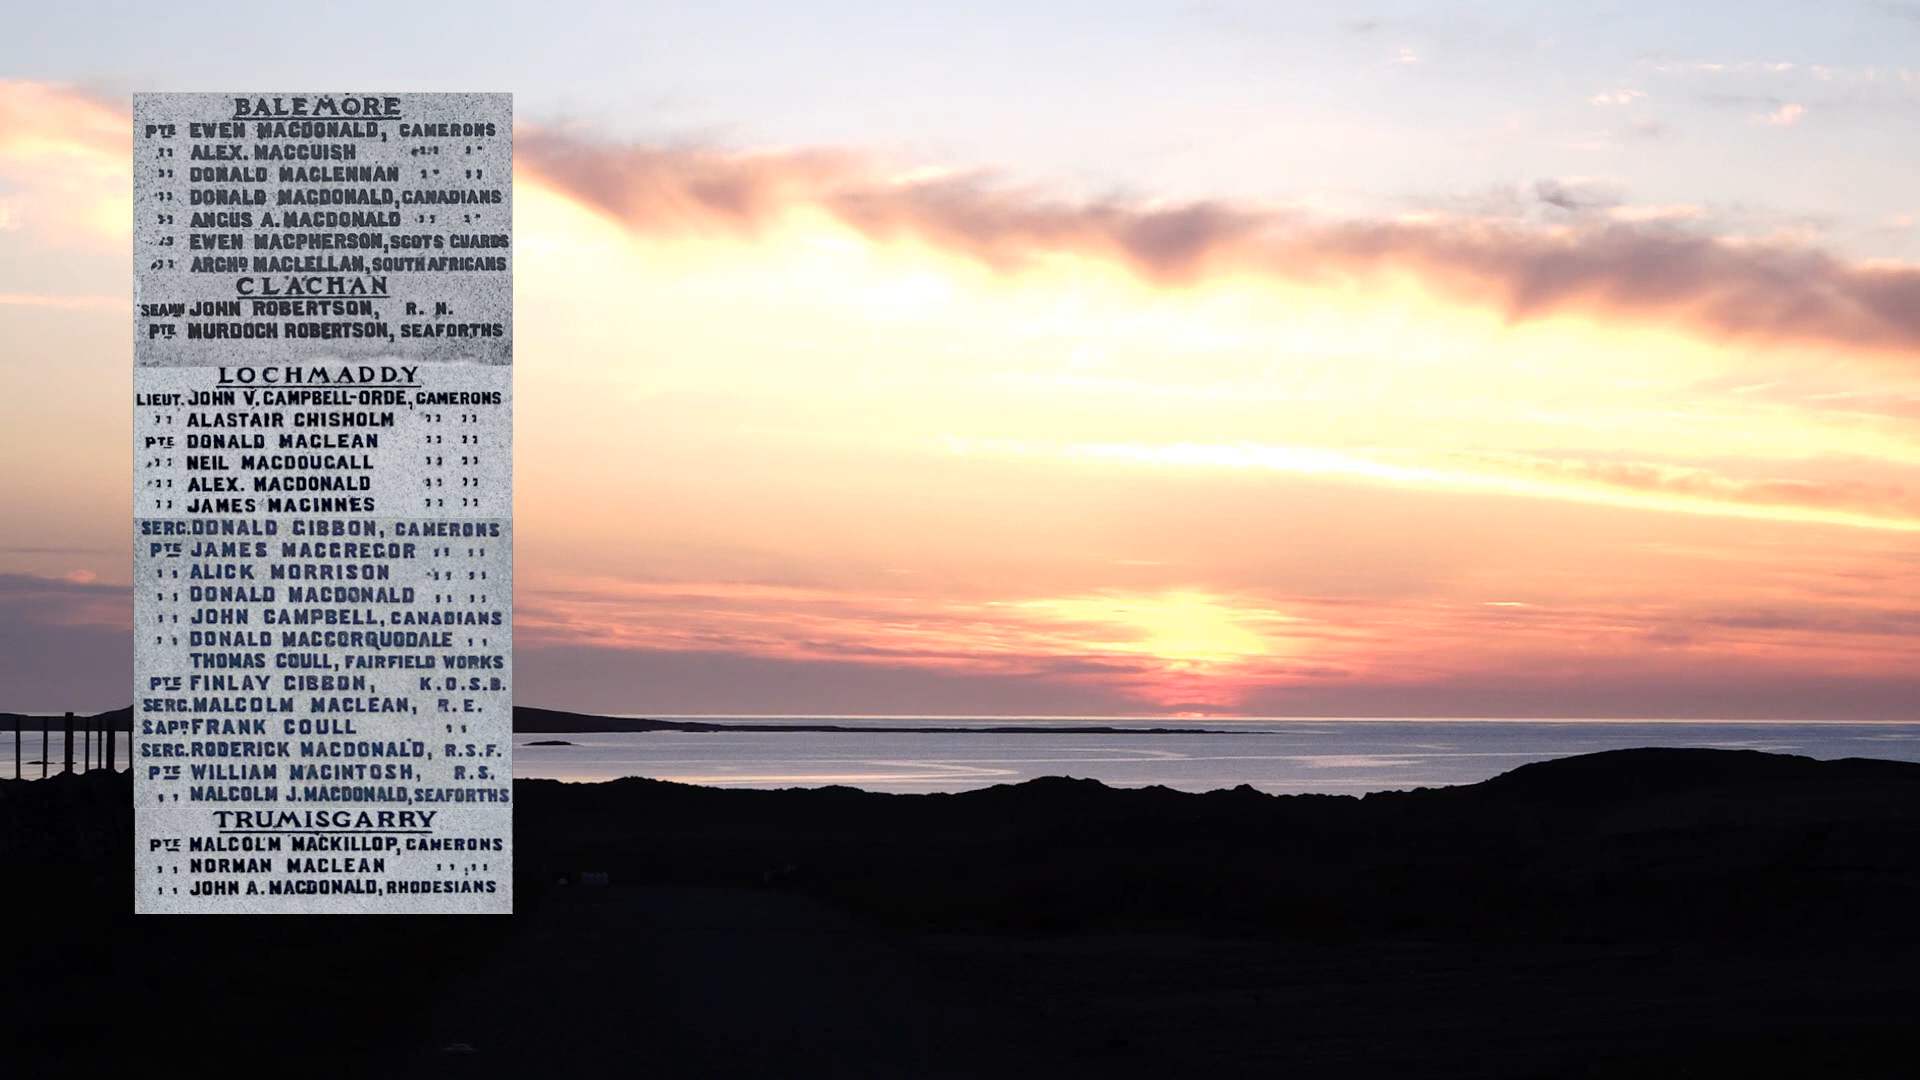 BALEMORE
PTE EWEN MACDONALD, CAMERONS
,, ALEX. MACCUISH ,, ,,
,, DONALD MACLENNAN ,, ,,
,, DONALD MACDONALD, CANADIANS
,, ANGUS A. MACDONALD ,, ,,
,, EWEN MACPHERSON, SCOTS GUARDS
,, ARCHD MACLELLAN, SOUTH AFRICANS
CLACHAN
SEAMN JOHN ROBERTSON, R. N.
PTE MURDOCH ROBERTSON, SEAFORTHS
LOCHMADDY
LIEUT. JOHN V. CAMPBELL-ORDE, CAMERONS
,, ALASTAIR CHISHOLM ,, ,,
PTE DONALD MACLEAN ,, ,,
,, NEIL MACDOUGALL ,, ,,
,, ALEX. MACDONALD ,, ,,
,, JAMES MACINNES ,, ,,
SERG. DONALD GIBBON, CAMERONS
PTE JAMES MACGREGOR ,, ,,
,, ALICK MORRISON ,, ,,
,, DONALD MACDONALD ,, ,,
,, JOHN CAMPBELL, CANADIANS
,, DONALD MACCORQUODALE ,,
THOMAS COULL, FAIRFIELD WORKS
PTE FINLAY GIBBON, K.O.S.B.
SERG. MALCOLM MACLEAN, R.E.
SAPR FRANK COULL ,,
SERG. RODERICK MACDONALD, R.S.F.
PTE WILLIAM MACINTOSH, R.S.
,, MALCOLM J. MACDONALD, SEAFORTHS
TRUMISGARRY
PTE MALCOLM MACKILLOP, CAMERONS
,, NORMAN MACLEAN ,, ,,
,, JOHN A. MACDONALD, RHODESIANS